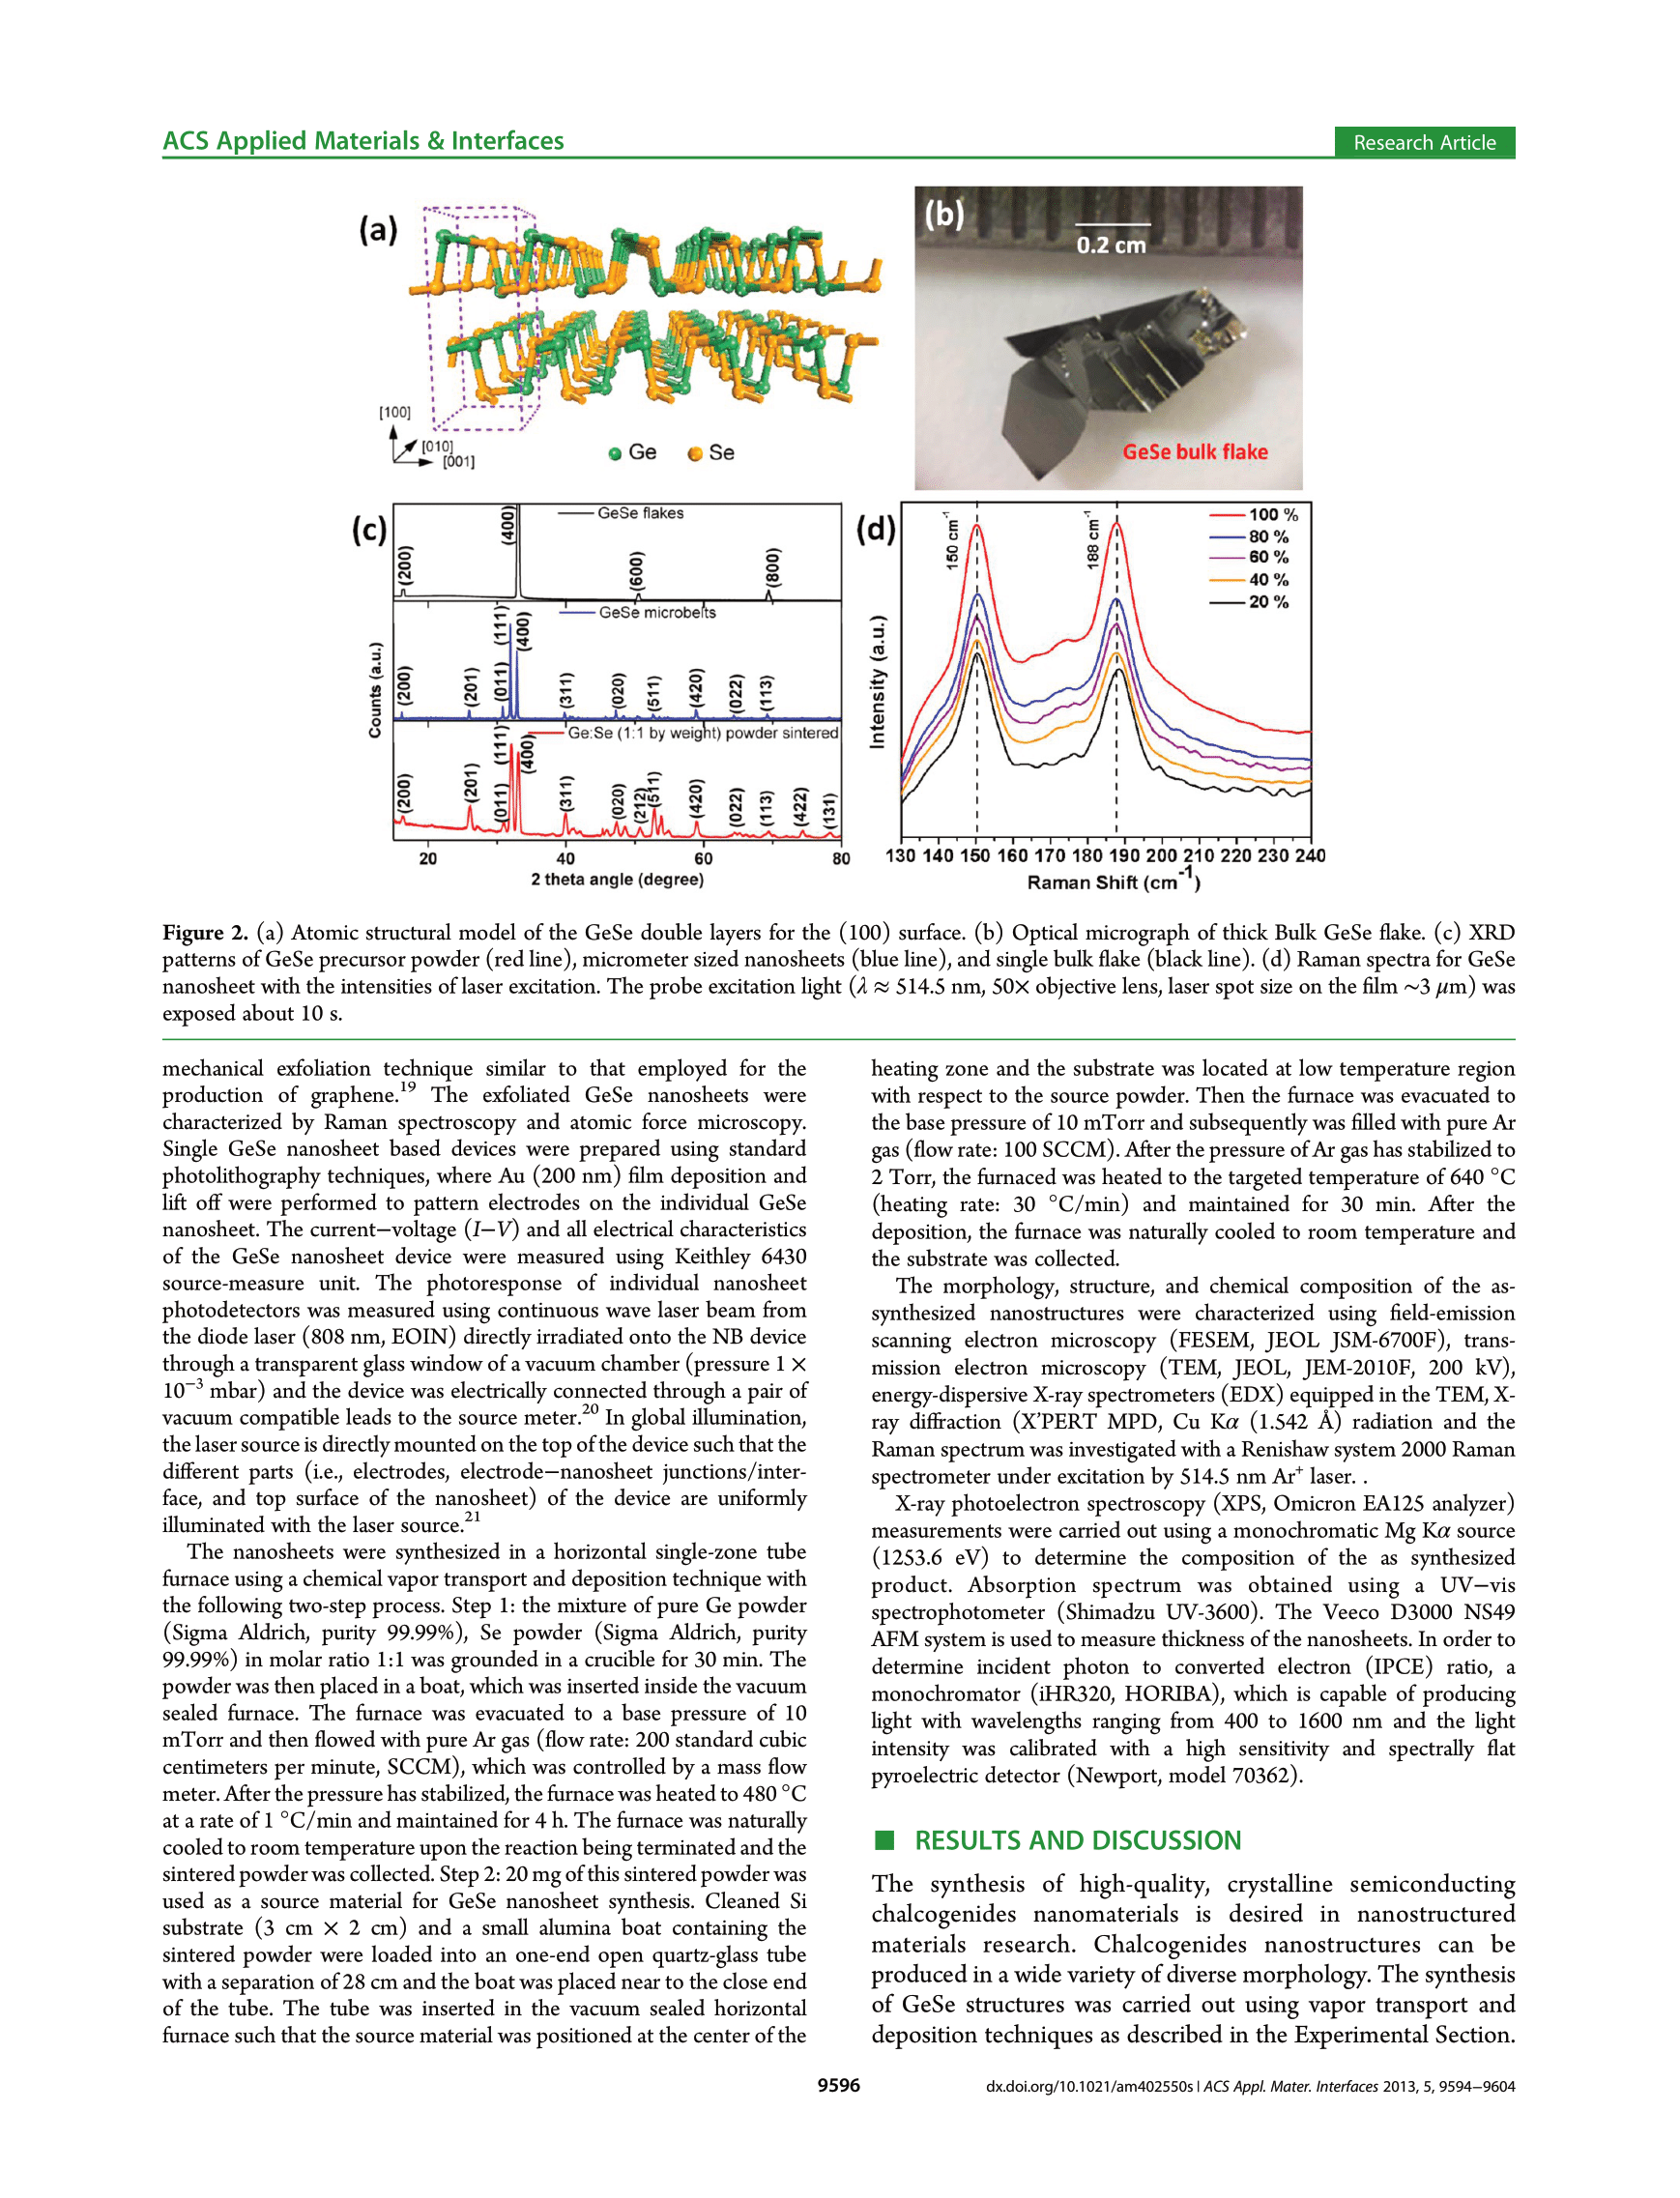 ACS Applied Materials & Interfaces
Research Article
(a)
[100]
[010]
[001]
Ge
Se
(b)
0.2 cm
GeSe bulk flake
(c)
GeSe flakes
(200)
(400)
(600)
(800)
GeSe microbelts
(200)
(201)
(011)
(111)
(400)
(311)
(020)
(511)
(420)
(022)
(113)
Ge:Se (1:1 by weight) powder sintered
(200)
(201)
(011)
(111)
(400)
(311)
(020)
(212)
(511)
(420)
(022)
(113)
(422)
(131)
Counts (a.u.)
20 40 60 80
2 theta angle (degree)
(d)
150 cm⁻¹
188 cm⁻¹
100 %
80 %
60 %
40 %
20 %
Intensity (a.u.)
130 140 150 160 170 180 190 200 210 220 230 240
Raman Shift (cm⁻¹)
Figure 2. (a) Atomic structural model of the GeSe double layers for the (100) surface. (b) Optical micrograph of thick Bulk GeSe flake. (c) XRD
patterns of GeSe precursor powder (red line), micrometer sized nanosheets (blue line), and single bulk flake (black line). (d) Raman spectra for GeSe
nanosheet with the intensities of laser excitation. The probe excitation light (λ ≈ 514.5 nm, 50× objective lens, laser spot size on the film ∼3 μm) was
exposed about 10 s.
mechanical exfoliation technique similar to that employed for the
production of graphene.¹⁹ The exfoliated GeSe nanosheets were
characterized by Raman spectroscopy and atomic force microscopy.
Single GeSe nanosheet based devices were prepared using standard
photolithography techniques, where Au (200 nm) film deposition and
lift off were performed to pattern electrodes on the individual GeSe
nanosheet. The current−voltage (I−V) and all electrical characteristics
of the GeSe nanosheet device were measured using Keithley 6430
source-measure unit. The photoresponse of individual nanosheet
photodetectors was measured using continuous wave laser beam from
the diode laser (808 nm, EOIN) directly irradiated onto the NB device
through a transparent glass window of a vacuum chamber (pressure 1 ×
10⁻³ mbar) and the device was electrically connected through a pair of
vacuum compatible leads to the source meter.²⁰ In global illumination,
the laser source is directly mounted on the top of the device such that the
different parts (i.e., electrodes, electrode−nanosheet junctions/inter-
face, and top surface of the nanosheet) of the device are uniformly
illuminated with the laser source.²¹
The nanosheets were synthesized in a horizontal single-zone tube
furnace using a chemical vapor transport and deposition technique with
the following two-step process. Step 1: the mixture of pure Ge powder
(Sigma Aldrich, purity 99.99%), Se powder (Sigma Aldrich, purity
99.99%) in molar ratio 1:1 was grounded in a crucible for 30 min. The
powder was then placed in a boat, which was inserted inside the vacuum
sealed furnace. The furnace was evacuated to a base pressure of 10
mTorr and then flowed with pure Ar gas (flow rate: 200 standard cubic
centimeters per minute, SCCM), which was controlled by a mass flow
meter. After the pressure has stabilized, the furnace was heated to 480 °C
at a rate of 1 °C/min and maintained for 4 h. The furnace was naturally
cooled to room temperature upon the reaction being terminated and the
sintered powder was collected. Step 2: 20 mg of this sintered powder was
used as a source material for GeSe nanosheet synthesis. Cleaned Si
substrate (3 cm × 2 cm) and a small alumina boat containing the
sintered powder were loaded into an one-end open quartz-glass tube
with a separation of 28 cm and the boat was placed near to the close end
of the tube. The tube was inserted in the vacuum sealed horizontal
furnace such that the source material was positioned at the center of the
heating zone and the substrate was located at low temperature region
with respect to the source powder. Then the furnace was evacuated to
the base pressure of 10 mTorr and subsequently was filled with pure Ar
gas (flow rate: 100 SCCM). After the pressure of Ar gas has stabilized to
2 Torr, the furnaced was heated to the targeted temperature of 640 °C
(heating rate: 30 °C/min) and maintained for 30 min. After the
deposition, the furnace was naturally cooled to room temperature and
the substrate was collected.
The morphology, structure, and chemical composition of the as-
synthesized nanostructures were characterized using field-emission
scanning electron microscopy (FESEM, JEOL JSM-6700F), trans-
mission electron microscopy (TEM, JEOL, JEM-2010F, 200 kV),
energy-dispersive X-ray spectrometers (EDX) equipped in the TEM, X-
ray diffraction (X'PERT MPD, Cu Kα (1.542 Å) radiation and the
Raman spectrum was investigated with a Renishaw system 2000 Raman
spectrometer under excitation by 514.5 nm Ar⁺ laser. .
X-ray photoelectron spectroscopy (XPS, Omicron EA125 analyzer)
measurements were carried out using a monochromatic Mg Kα source
(1253.6 eV) to determine the composition of the as synthesized
product. Absorption spectrum was obtained using a UV−vis
spectrophotometer (Shimadzu UV-3600). The Veeco D3000 NS49
AFM system is used to measure thickness of the nanosheets. In order to
determine incident photon to converted electron (IPCE) ratio, a
monochromator (iHR320, HORIBA), which is capable of producing
light with wavelengths ranging from 400 to 1600 nm and the light
intensity was calibrated with a high sensitivity and spectrally flat
pyroelectric detector (Newport, model 70362).
■ RESULTS AND DISCUSSION
The synthesis of high-quality, crystalline semiconducting
chalcogenides nanomaterials is desired in nanostructured
materials research. Chalcogenides nanostructures can be
produced in a wide variety of diverse morphology. The synthesis
of GeSe structures was carried out using vapor transport and
deposition techniques as described in the Experimental Section.
9596
dx.doi.org/10.1021/am402550s | ACS Appl. Mater. Interfaces 2013, 5, 9594−9604